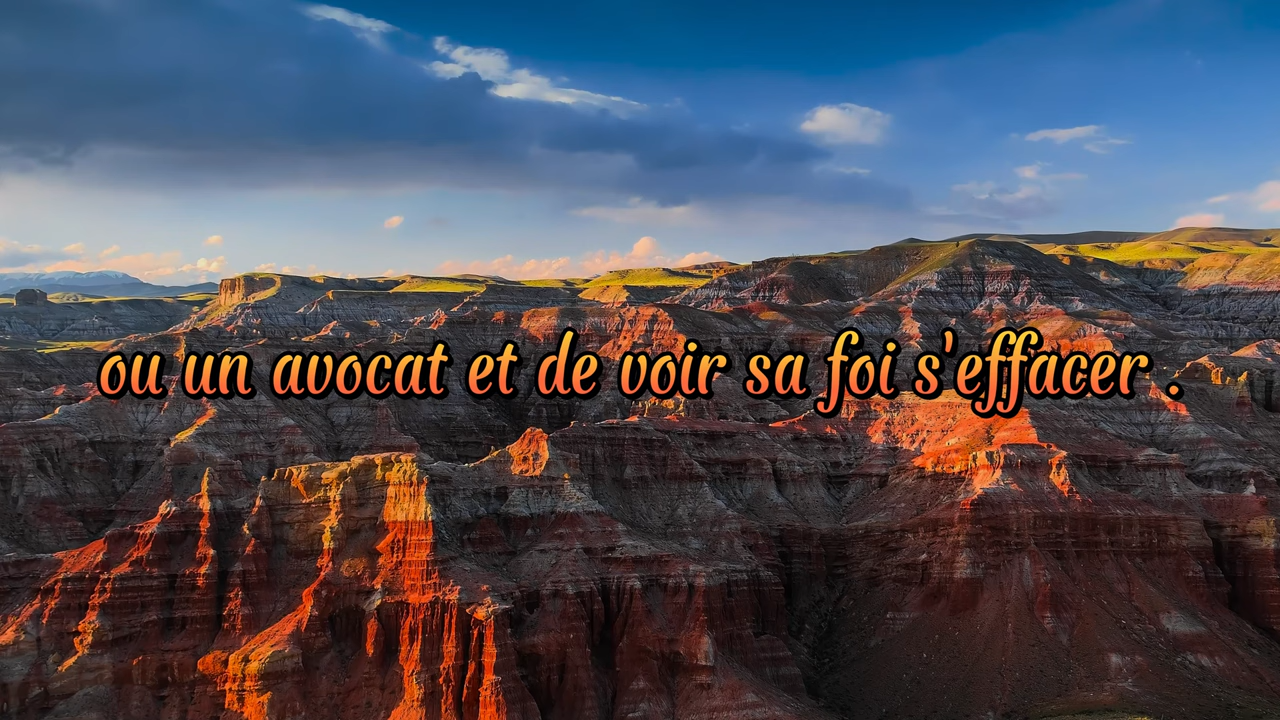 ou un avocat et de voir sa foi s'effacer .